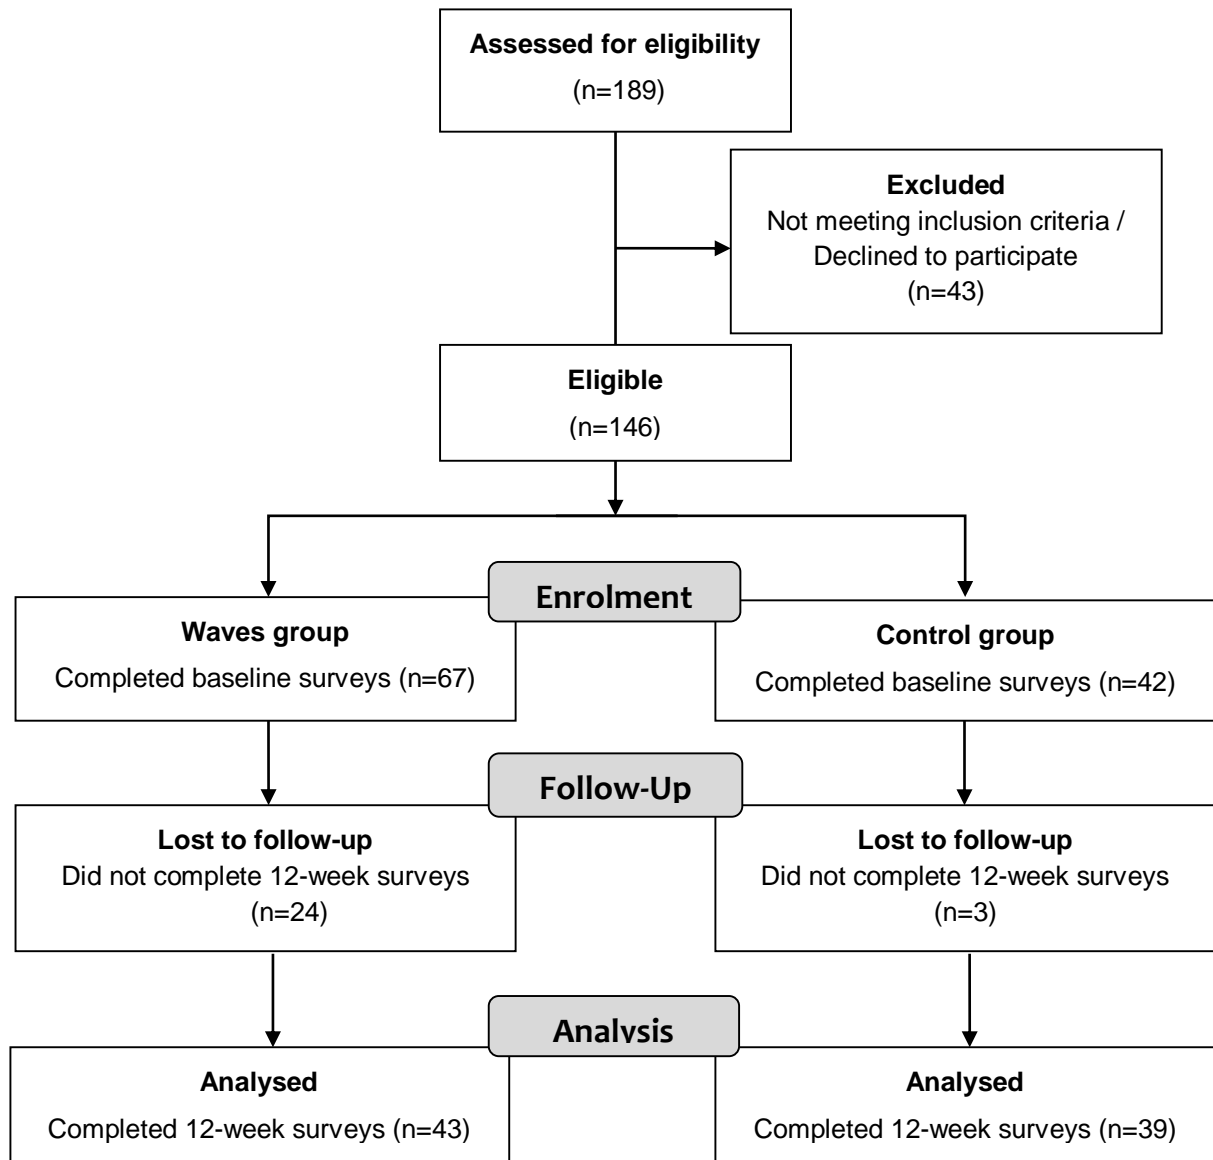 Assessed for eligibility
(n=189)
Excluded
Not meeting inclusion criteria /
Declined to participate
(n=43)
Eligible
(n=146)
Enrolment
Waves group
Completed baseline surveys (n=67)
Control group
Completed baseline surveys (n=42)
Follow-Up
Lost to follow-up
Did not complete 12-week surveys
(n=24)
Lost to follow-up
Did not complete 12-week surveys
(n=3)
Analysis
Analysed
Completed 12-week surveys (n=43)
Analysed
Completed 12-week surveys (n=39)